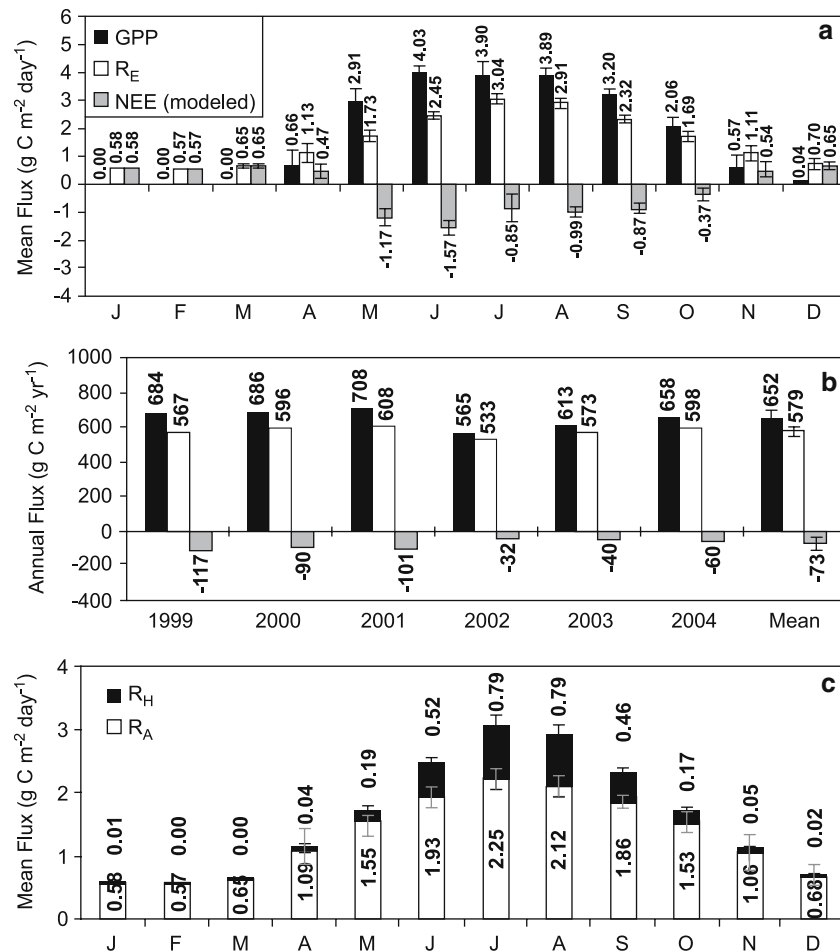 a
GPP
R_E
NEE (modeled)
Mean Flux (g C m⁻² day⁻¹)
6
5
4
3
2
1
0
-1
-2
-3
-4
0.00 0.58 0.58
0.00 0.57 0.57
0.00 0.65 0.65
0.66 1.13 0.47
2.91 1.73 -1.17
4.03 2.45 -1.57
3.90 3.04 -0.85
3.89 2.91 -0.99
3.20 2.32 -0.87
2.06 1.69 -0.37
0.57 1.11 0.54
0.04 0.70 0.65
J F M A M J J A S O N D
b
Annual Flux (g C m⁻² yr⁻¹)
1000
800
600
400
200
0
-200
-400
684 567 -117
686 596 -90
708 608 -101
565 533 -32
613 573 -40
658 598 -60
652 579 -73
1999 2000 2001 2002 2003 2004 Mean
c
R_H
R_A
Mean Flux (g C m⁻² day⁻¹)
4
3
2
1
0
0.01 0.00 0.00 0.04 0.19 0.52 0.79 0.79 0.46 0.17 0.05 0.02
0.58 0.57 0.65 1.09 1.55 1.93 2.25 2.12 1.86 1.53 1.06 0.68
J F M A M J J A S O N D